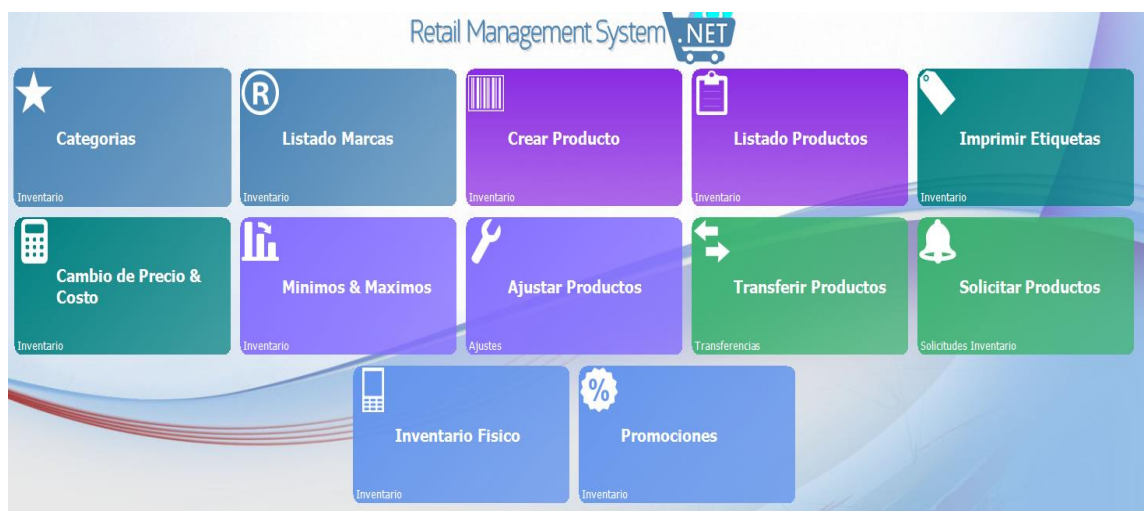 Retail Management System .NET
Categorias
Inventario
R
Listado Marcas
Inventario
Crear Producto
Inventario
Listado Productos
Inventario
Imprimir Etiquetas
Inventario
Cambio de Precio &
Costo
Inventario
Minimos & Maximos
Inventario
Ajustar Productos
Ajustes
Transferir Productos
Transferencias
Solicitar Productos
Solicitudes Inventario
Inventario Fisico
Inventario
%
Promociones
Inventario